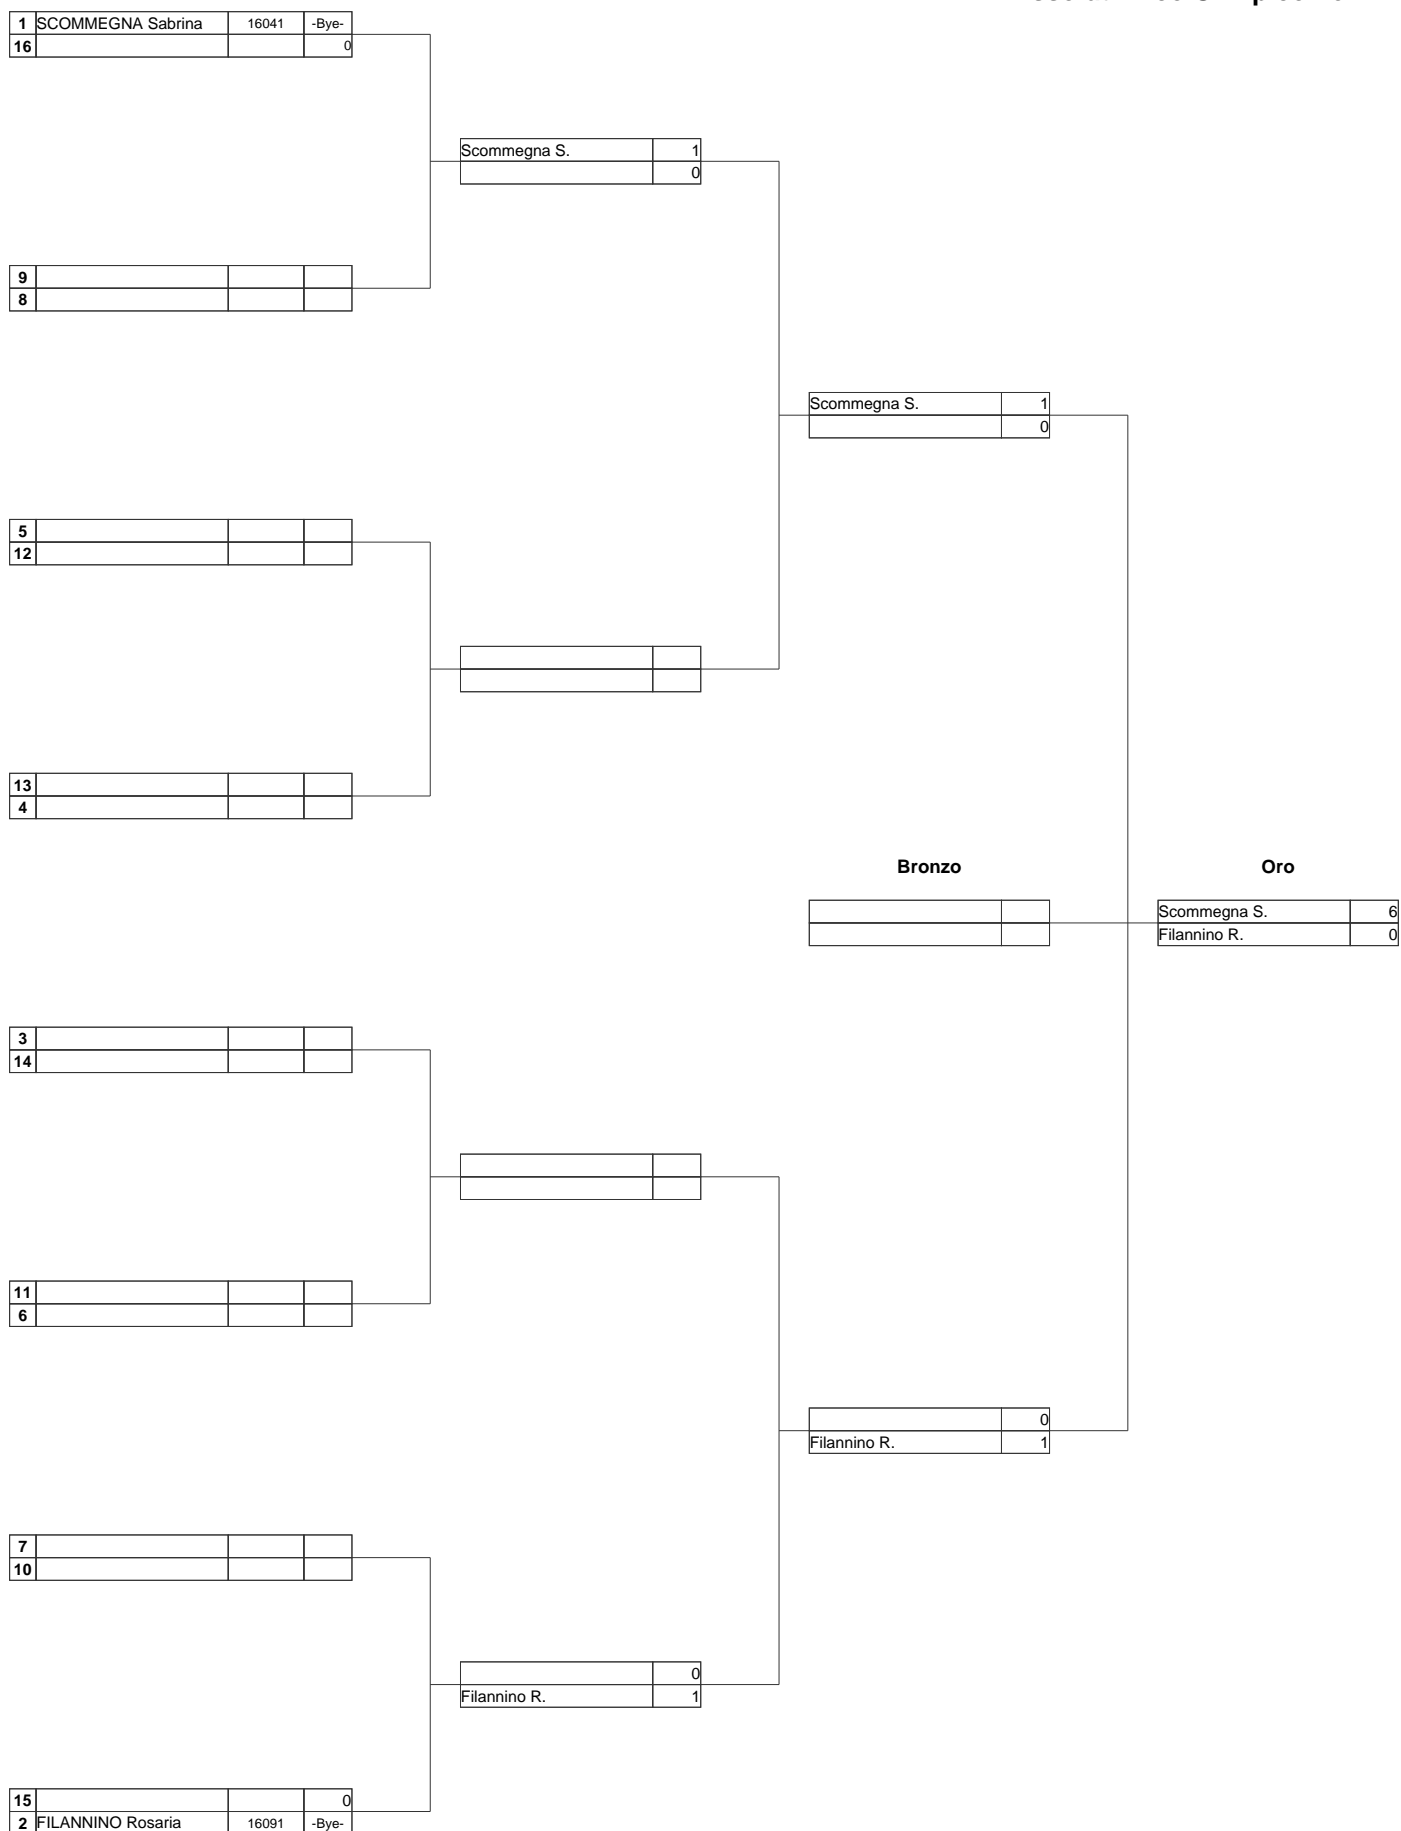 1 SCOMMEGNA Sabrina 16041 -Bye-
16 0
Scommegna S. 1
0
9
8
Scommegna S. 1
0
5
12
13
4
Bronzo Oro
Scommegna S. 6
Filannino R. 0
3
14
11
6
0
Filannino R. 1
7
10
0
Filannino R. 1
15 0
2 FILANNINO Rosaria 16091 -Bye-